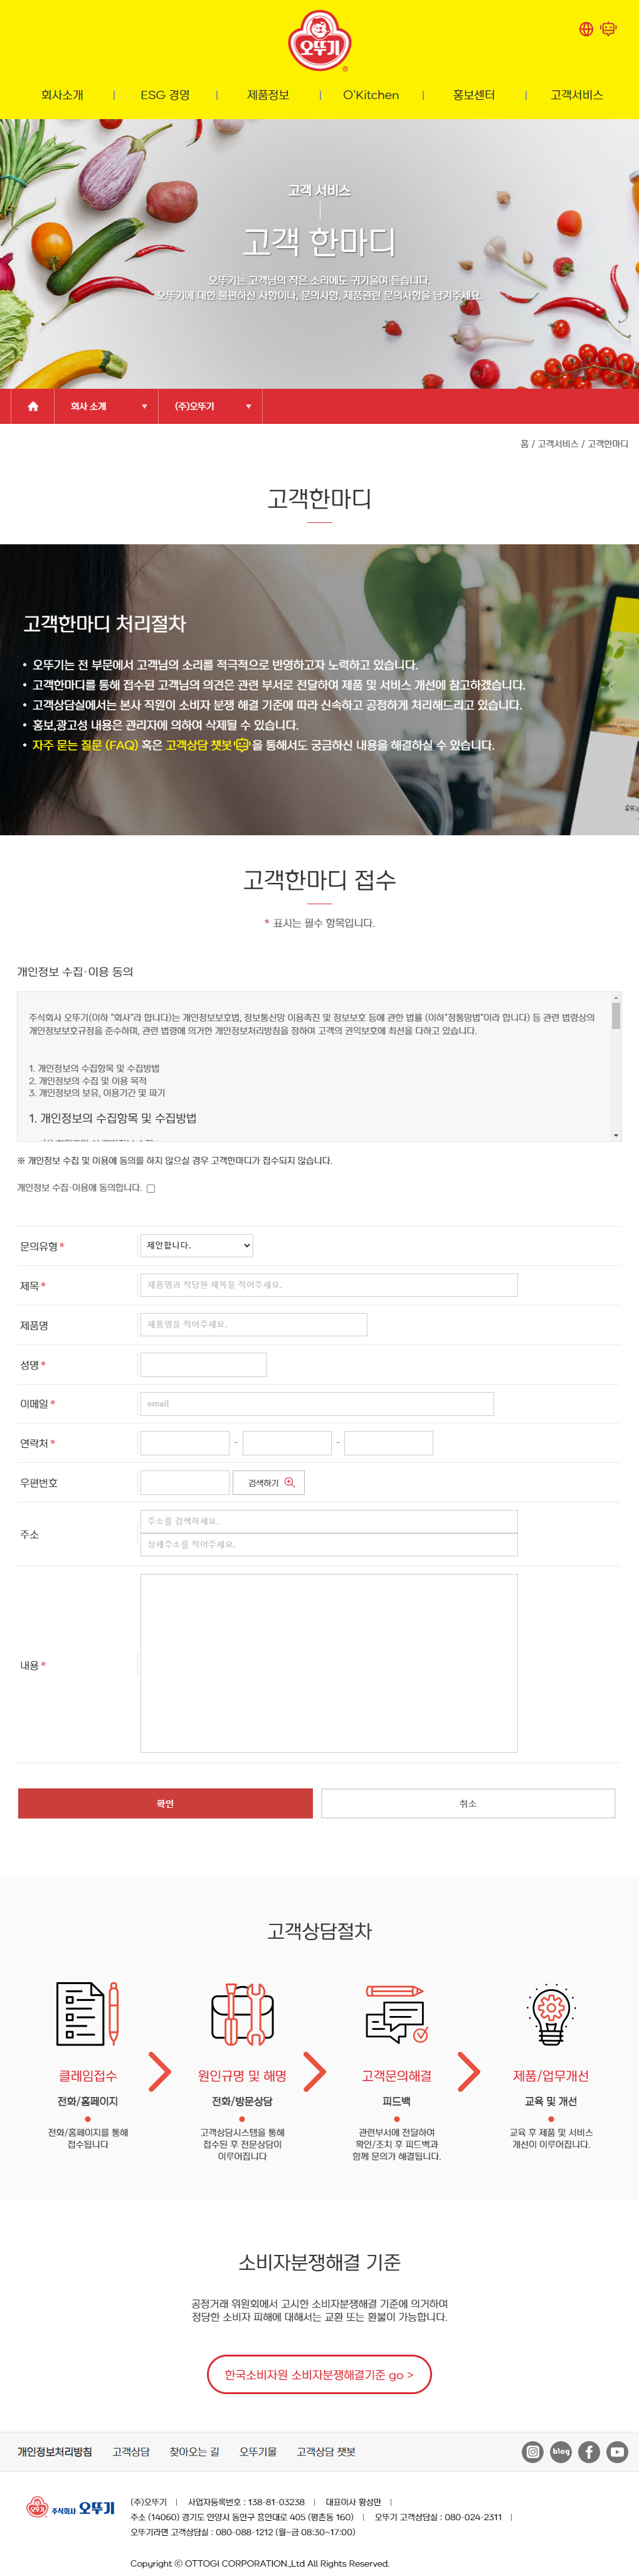 오뚜기
회사소개
ESG 경영
제품정보
O'Kitchen
홍보센터
고객서비스
고객 서비스
고객 한마디
오뚜기는 고객님의 작은 소리에도 귀기울여 듣습니다.
오뚜기에 대한 불편하신 사항이나, 문의사항, 제품관련 문의사항을 남겨주세요.
회사 소개
(주)오뚜기
홈 / 고객서비스 / 고객한마디
고객한마디
고객한마디 처리절차
• 오뚜기는 전 부문에서 고객님의 소리를 적극적으로 반영하고자 노력하고 있습니다.
• 고객한마디를 통해 접수된 고객님의 의견은 관련 부서로 전달하여 제품 및 서비스 개선에 참고하겠습니다.
• 고객상담실에서는 본사 직원이 소비자 분쟁 해결 기준에 따라 신속하고 공정하게 처리해드리고 있습니다.
• 홍보,광고성 내용은 관리자에 의하여 삭제될 수 있습니다.
• 자주 묻는 질문 (FAQ) 혹은 고객상담 챗봇 을 통해서도 궁금하신 내용을 해결하실 수 있습니다.
고객한마디 접수
* 표시는 필수 항목입니다.
개인정보 수집·이용 동의
주식회사 오뚜기(이하 "회사"라 합니다)는 개인정보보호법, 정보통신망 이용촉진 및 정보보호 등에 관한 법률 (이하"정통망법"이라 합니다) 등 관련 법령상의
개인정보보호규정을 준수하며, 관련 법령에 의거한 개인정보처리방침을 정하여 고객의 권익보호에 최선을 다하고 있습니다.
1. 개인정보의 수집항목 및 수집방법
2. 개인정보의 수집 및 이용 목적
3. 개인정보의 보유, 이용기간 및 파기
1. 개인정보의 수집항목 및 수집방법
※ 개인정보 수집 및 이용에 동의를 하지 않으실 경우 고객한마디가 접수되지 않습니다.
개인정보 수집·이용에 동의합니다.
문의유형 *
제안합니다.
제목 *
제품명과 적당한 제목을 적어주세요.
제품명
제품명을 적어주세요.
성명 *
이메일 *
email
연락처 *
- -
우편번호
검색하기
주소
주소를 검색하세요.
상세주소를 적어주세요.
내용 *
확인
취소
고객상담절차
클레임접수
전화/홈페이지
전화/홈페이지를 통해
접수됩니다
원인규명 및 해명
전화/방문상담
고객상담시스템을 통해
접수된 후 전문상담이
이루어집니다
고객문의해결
피드백
관련부서에 전달하여
확인/조치 후 피드백과
함께 문의가 해결됩니다.
제품/업무개선
교육 및 개선
교육 후 제품 및 서비스
개선이 이루어집니다.
소비자분쟁해결 기준
공정거래 위원회에서 고시한 소비자분쟁해결 기준에 의거하여
정당한 소비자 피해에 대해서는 교환 또는 환불이 가능합니다.
한국소비자원 소비자분쟁해결기준 go >
개인정보처리방침
고객상담
찾아오는 길
오뚜기몰
고객상담 챗봇
blog
주식회사 오뚜기
(주)오뚜기 | 사업자등록번호 : 138-81-03238 | 대표이사 황성만 |
주소 (14060) 경기도 안양시 동안구 흥안대로 405 (평촌동 160) | 오뚜기 고객상담실 : 080-024-2311 |
오뚜기라면 고객상담실 : 080-088-1212 (월~금 08:30~17:00)
Copyright ⓒ OTTOGI CORPORATION.,Ltd All Rights Reserved.